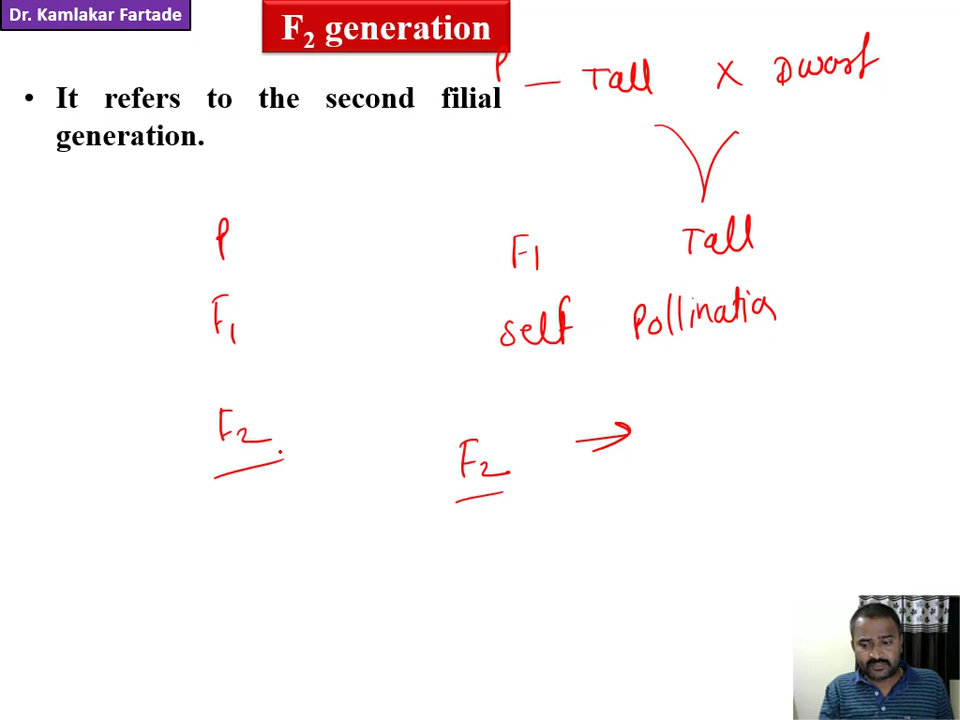 Dr. Kamlakar Fartade
F₂ generation
• It refers to the second filial
generation.
P — Tall X Dwarf
P
F₁ Tall
F₁
Self Pollination
F₂
F₂ →